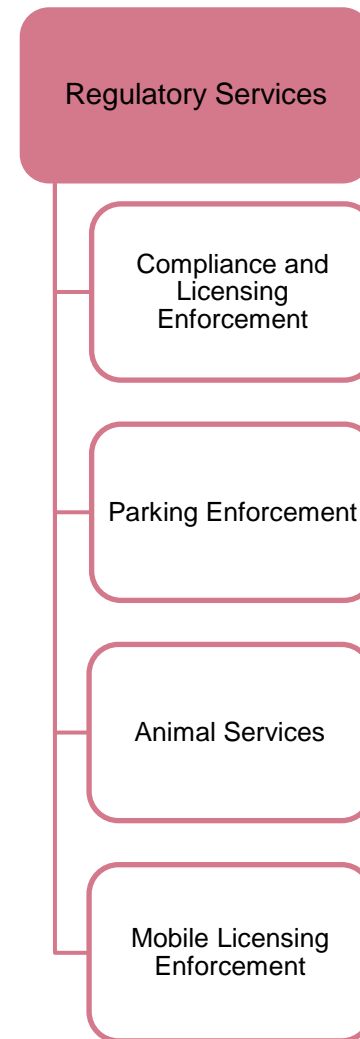 Regulatory Services
Compliance and
Licensing
Enforcement
Parking Enforcement
Animal Services
Mobile Licensing
Enforcement